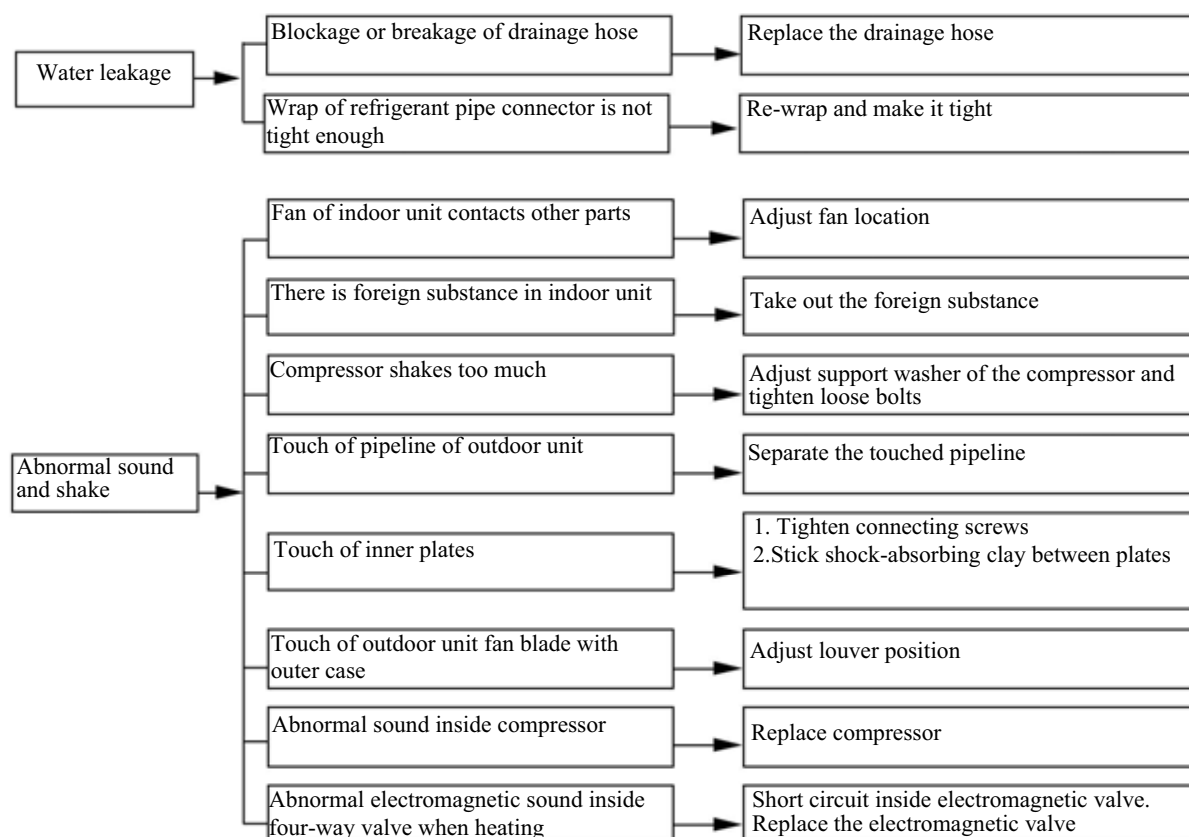 Blockage or breakage of drainage hose
Replace the drainage hose
Water leakage
Wrap of refrigerant pipe connector is not
tight enough
Re-wrap and make it tight
Fan of indoor unit contacts other parts
Adjust fan location
There is foreign substance in indoor unit
Take out the foreign substance
Compressor shakes too much
Adjust support washer of the compressor and
tighten loose bolts
Touch of pipeline of outdoor unit
Separate the touched pipeline
Abnormal sound
and shake
Touch of inner plates
1. Tighten connecting screws
2.Stick shock-absorbing clay between plates
Touch of outdoor unit fan blade with
outer case
Adjust louver position
Abnormal sound inside compressor
Replace compressor
Abnormal electromagnetic sound inside
four-way valve when heating
Short circuit inside electromagnetic valve.
Replace the electromagnetic valve